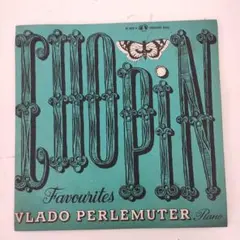 CHOPIN
Favourites
VLADO PERLEMUTER, Piano